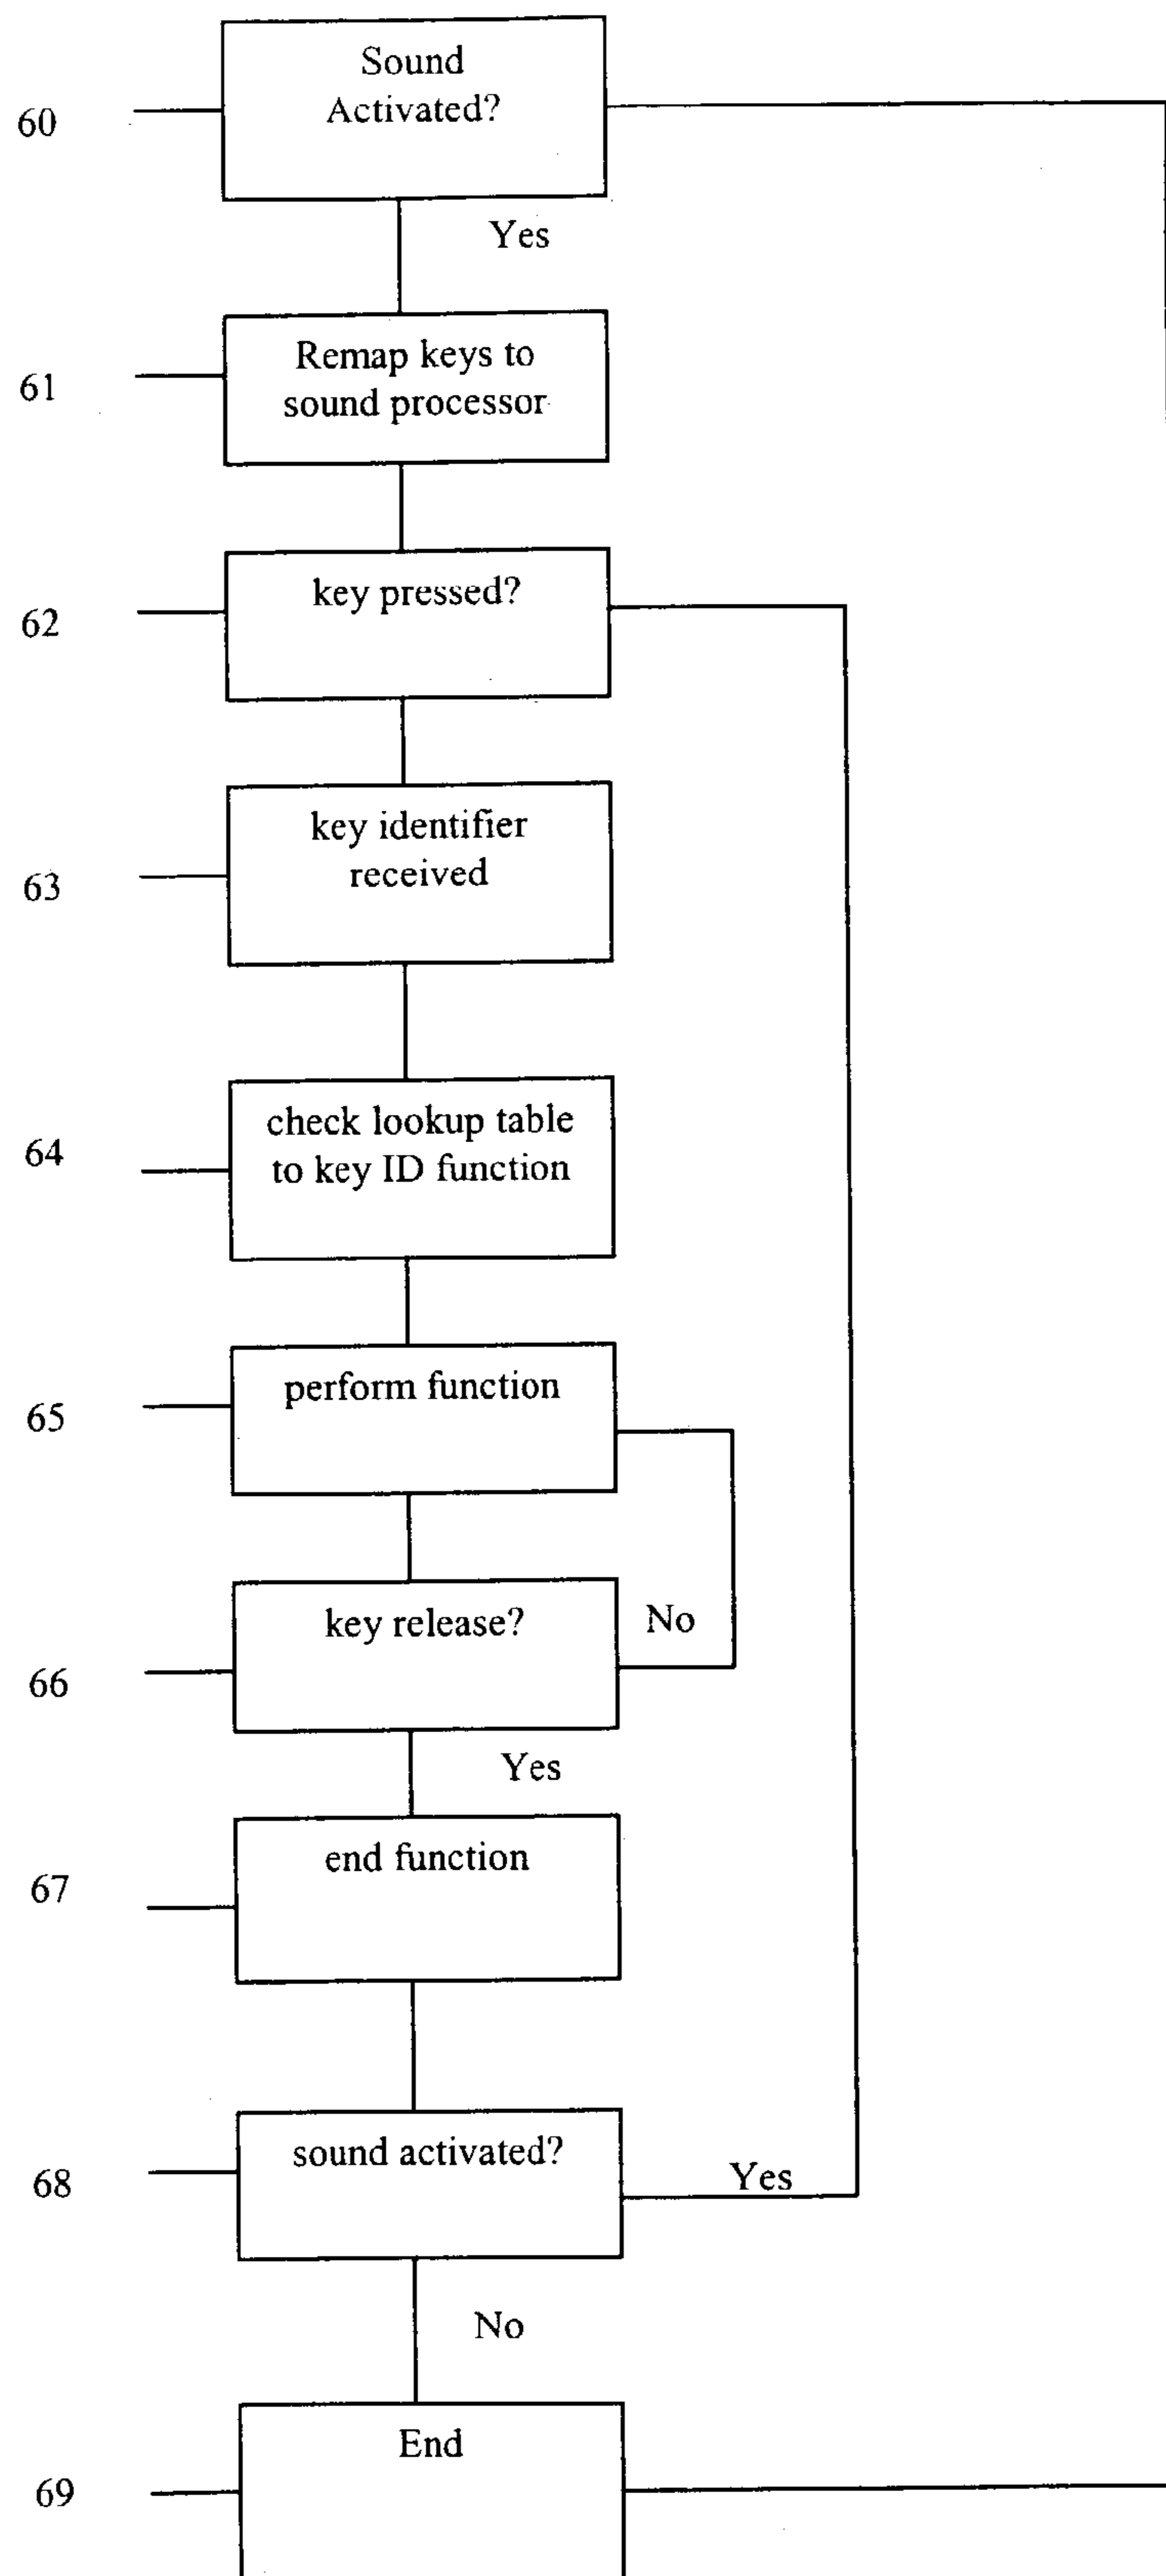 Sound
Activated?
60
Yes
Remap keys to
sound processor
61
key pressed?
62
key identifier
received
63
check lookup table
to key ID function
64
perform function
65
key release?
No
66
Yes
end function
67
sound activated?
Yes
68
No
End
69